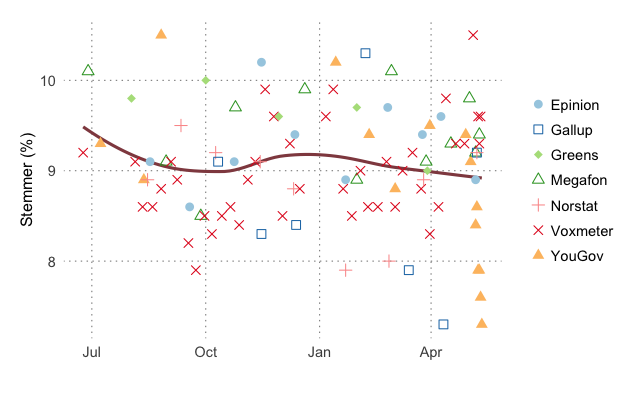 Stemmer (%)
10
9
8
Jul
Oct
Jan
Apr
Epinion
Gallup
Greens
Megafon
Norstat
Voxmeter
YouGov